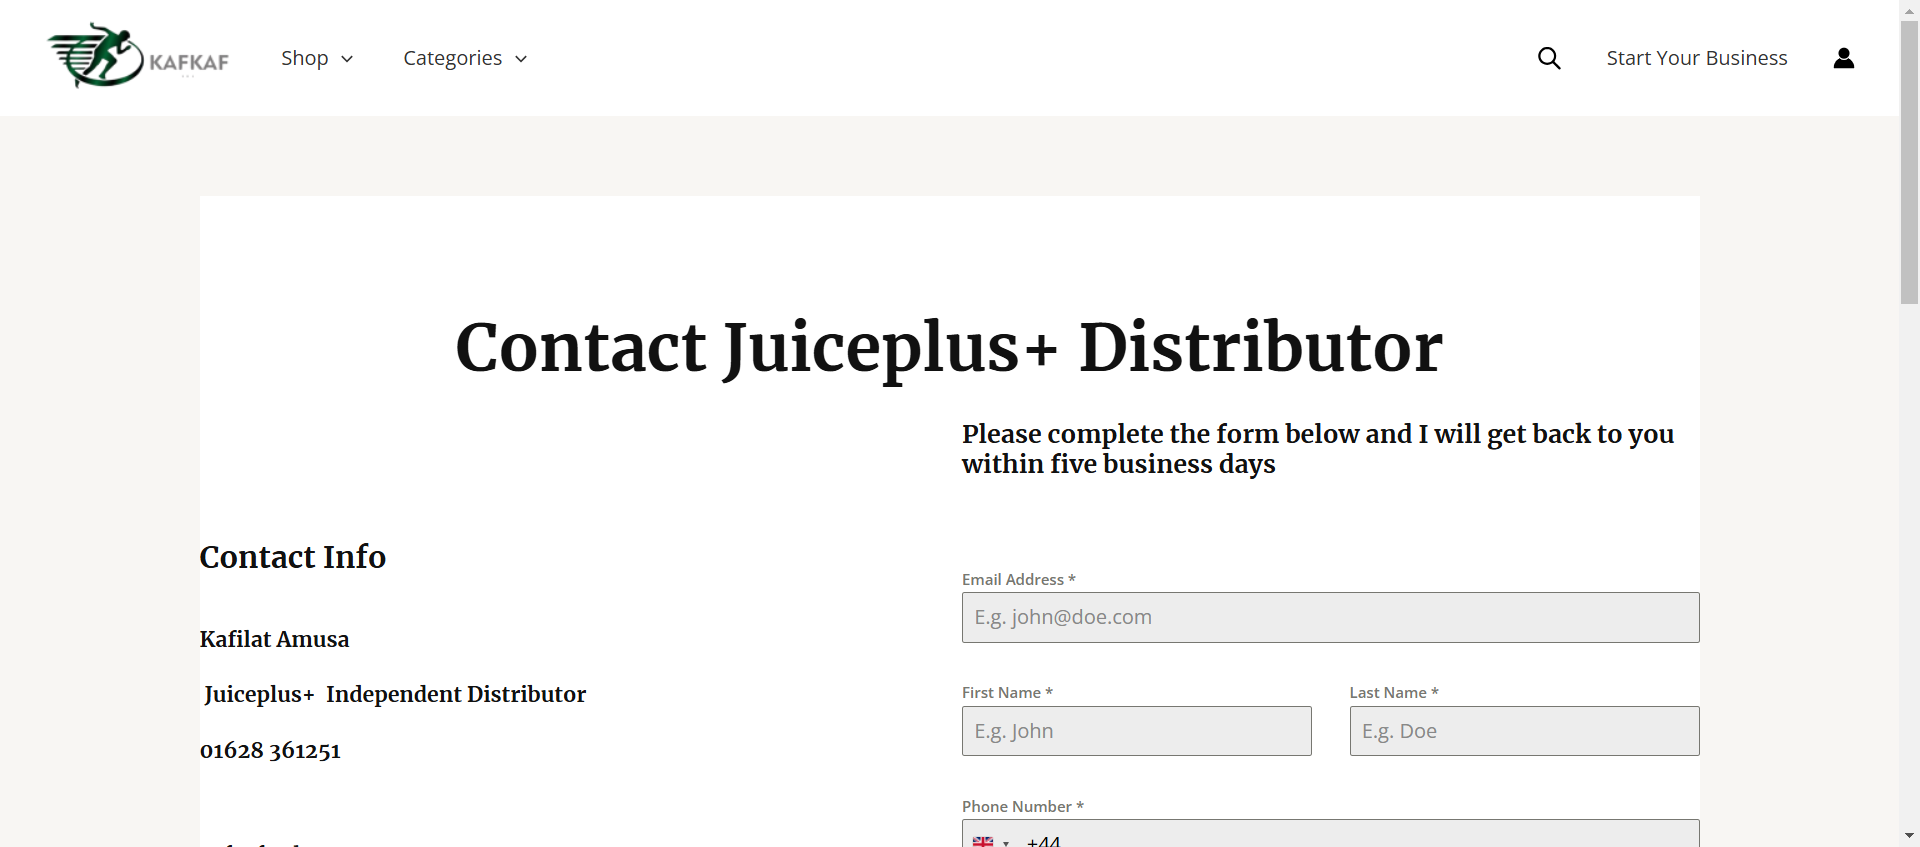 KAFKAF
Shop
Categories
Start Your Business
Contact Juiceplus+ Distributor
Please complete the form below and I will get back to you
within five business days
Contact Info
Kafilat Amusa
Juiceplus+ Independent Distributor
01628 361251
Email Address *
E.g. john@doe.com
First Name *
E.g. John
Last Name *
E.g. Doe
Phone Number *
+44